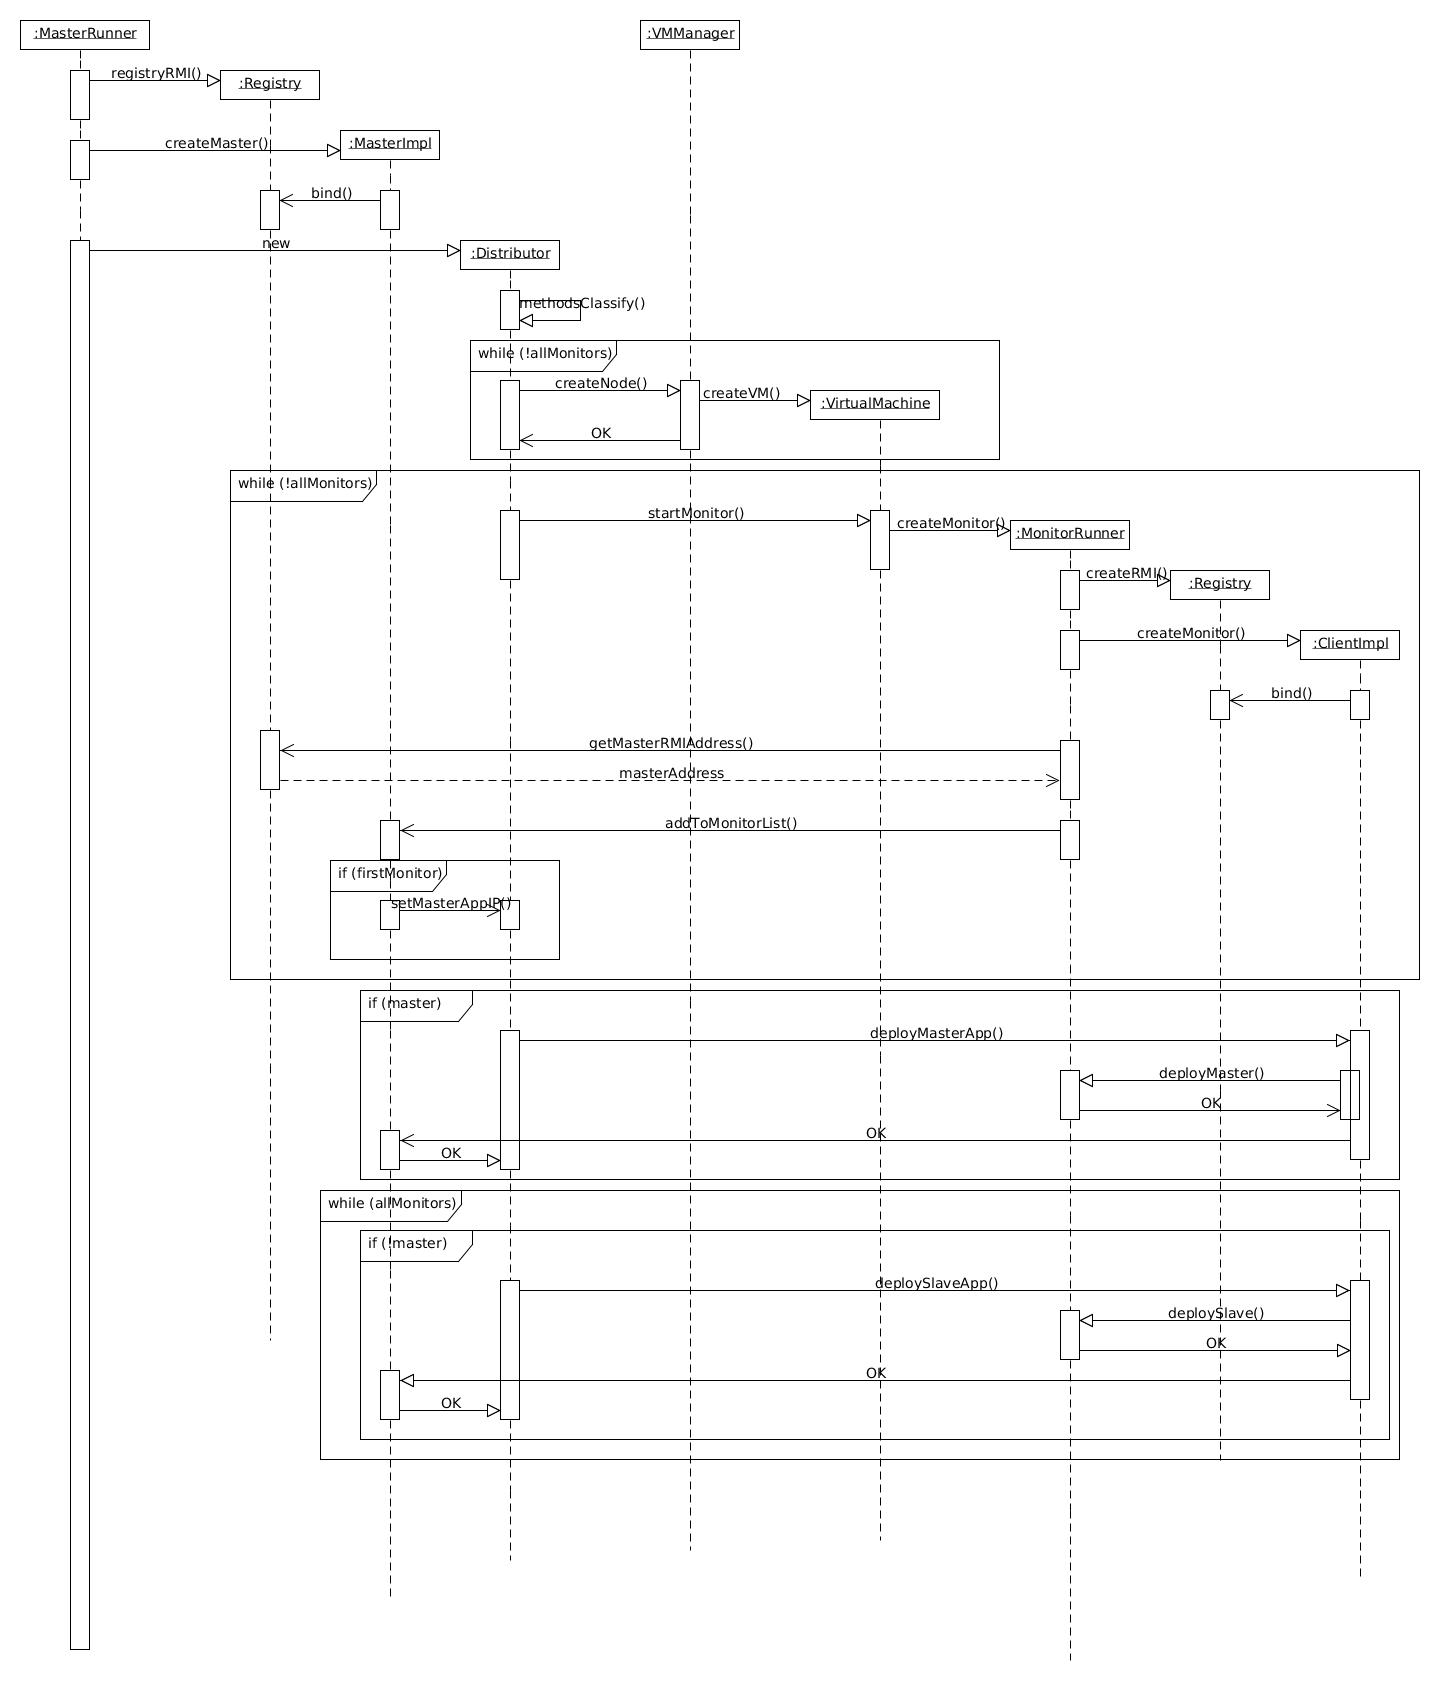 :MasterRunner
:VMManager
registryRMI()
:Registry
createMaster()
:MasterImpl
bind()
new
:Distributor
methodsClassify()
while (!allMonitors)
createNode()
createVM()
:VirtualMachine
OK
while (!allMonitors)
startMonitor()
createMonitor()
:MonitorRunner
createRMI()
:Registry
createMonitor()
:ClientImpl
bind()
getMasterRMIAddress()
masterAddress
addToMonitorList()
if (firstMonitor)
setMasterAppIP()
if (master)
deployMasterApp()
deployMaster()
OK
OK
OK
while (allMonitors)
if (!master)
deploySlaveApp()
deploySlave()
OK
OK
OK